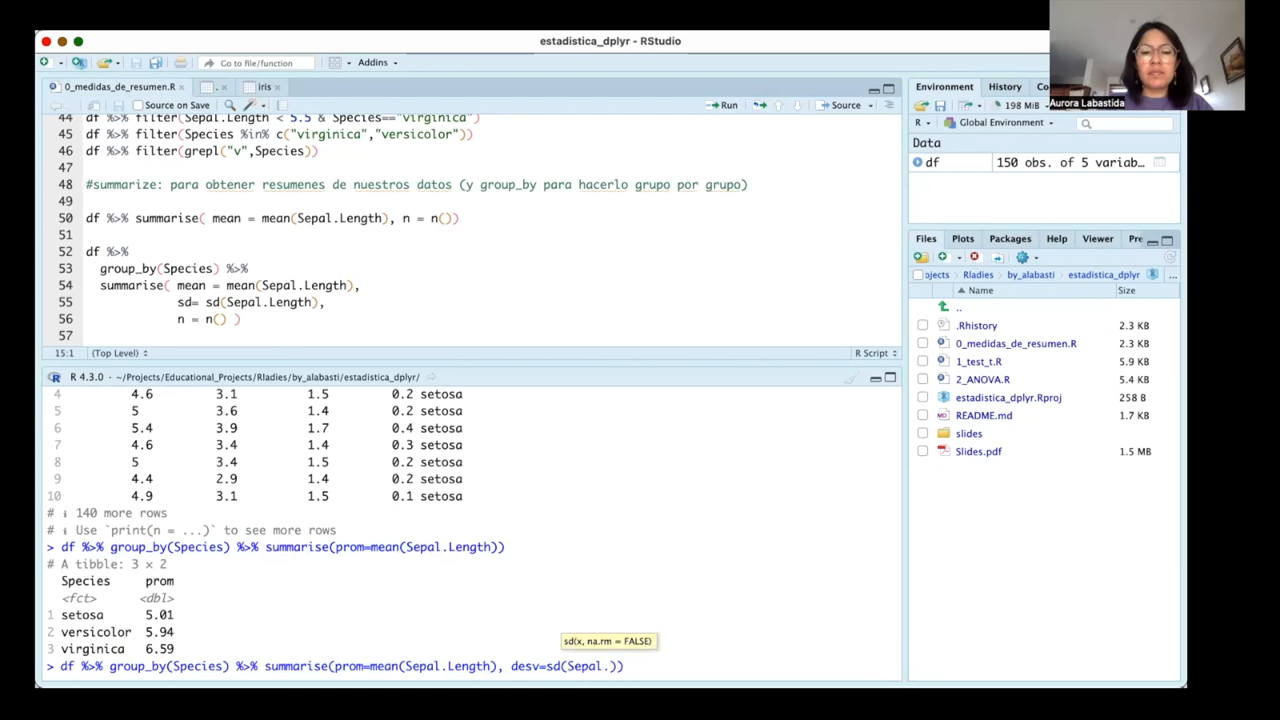 estadistica_dplyr - RStudio
Go to file/function
Addins
Aurora Labastida
0_medidas_de_resumen.R
.
iris
Source on Save
Run
Source
44 df %>% filter(Sepal.Length < 5.5 & Species=="virginica")
45 df %>% filter(Species %in% c("virginica","versicolor"))
46 df %>% filter(grepl("v",Species))
47
48 #summarize: para obtener resumenes de nuestros datos (y group_by para hacerlo grupo por grupo)
49
50 df %>% summarise( mean = mean(Sepal.Length), n = n())
51
52 df %>%
53 group_by(Species) %>%
54 summarise( mean = mean(Sepal.Length),
55 sd= sd(Sepal.Length),
56 n = n() )
57
15:1 (Top Level) R Script
R 4.3.0 · ~/Projects/Educational_Projects/Rladies/by_alabasti/estadistica_dplyr/
4 4.6 3.1 1.5 0.2 setosa
5 5 3.6 1.4 0.2 setosa
6 5.4 3.9 1.7 0.4 setosa
7 4.6 3.4 1.4 0.3 setosa
8 5 3.4 1.5 0.2 setosa
9 4.4 2.9 1.4 0.2 setosa
10 4.9 3.1 1.5 0.1 setosa
# ℹ 140 more rows
# ℹ Use `print(n = ...)` to see more rows
> df %>% group_by(Species) %>% summarise(prom=mean(Sepal.Length))
# A tibble: 3 × 2
Species prom
<fct> <dbl>
1 setosa 5.01
2 versicolor 5.94
3 virginica 6.59
sd(x, na.rm = FALSE)
> df %>% group_by(Species) %>% summarise(prom=mean(Sepal.Length), desv=sd(Sepal.))
Environment History Co
198 MiB
R Global Environment
Data
df 150 obs. of 5 variab…
Files Plots Packages Help Viewer Pre
ojects Rladies by_alabasti estadistica_dplyr ...
Name Size
..
.Rhistory 2.3 KB
0_medidas_de_resumen.R 2.3 KB
1_test_t.R 5.9 KB
2_ANOVA.R 5.4 KB
estadistica_dplyr.Rproj 258 B
README.md 1.7 KB
slides
Slides.pdf 1.5 MB